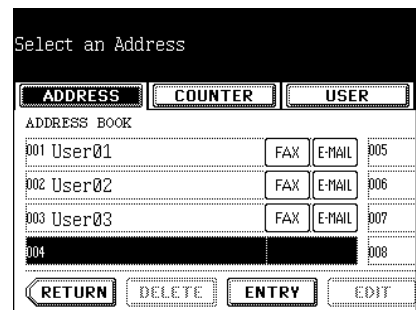 Select an Address
ADDRESS COUNTER USER
ADDRESS BOOK
001 User01 FAX E-MAIL 005
002 User02 FAX E-MAIL 006
003 User03 FAX E-MAIL 007
004 008
RETURN DELETE ENTRY EDIT